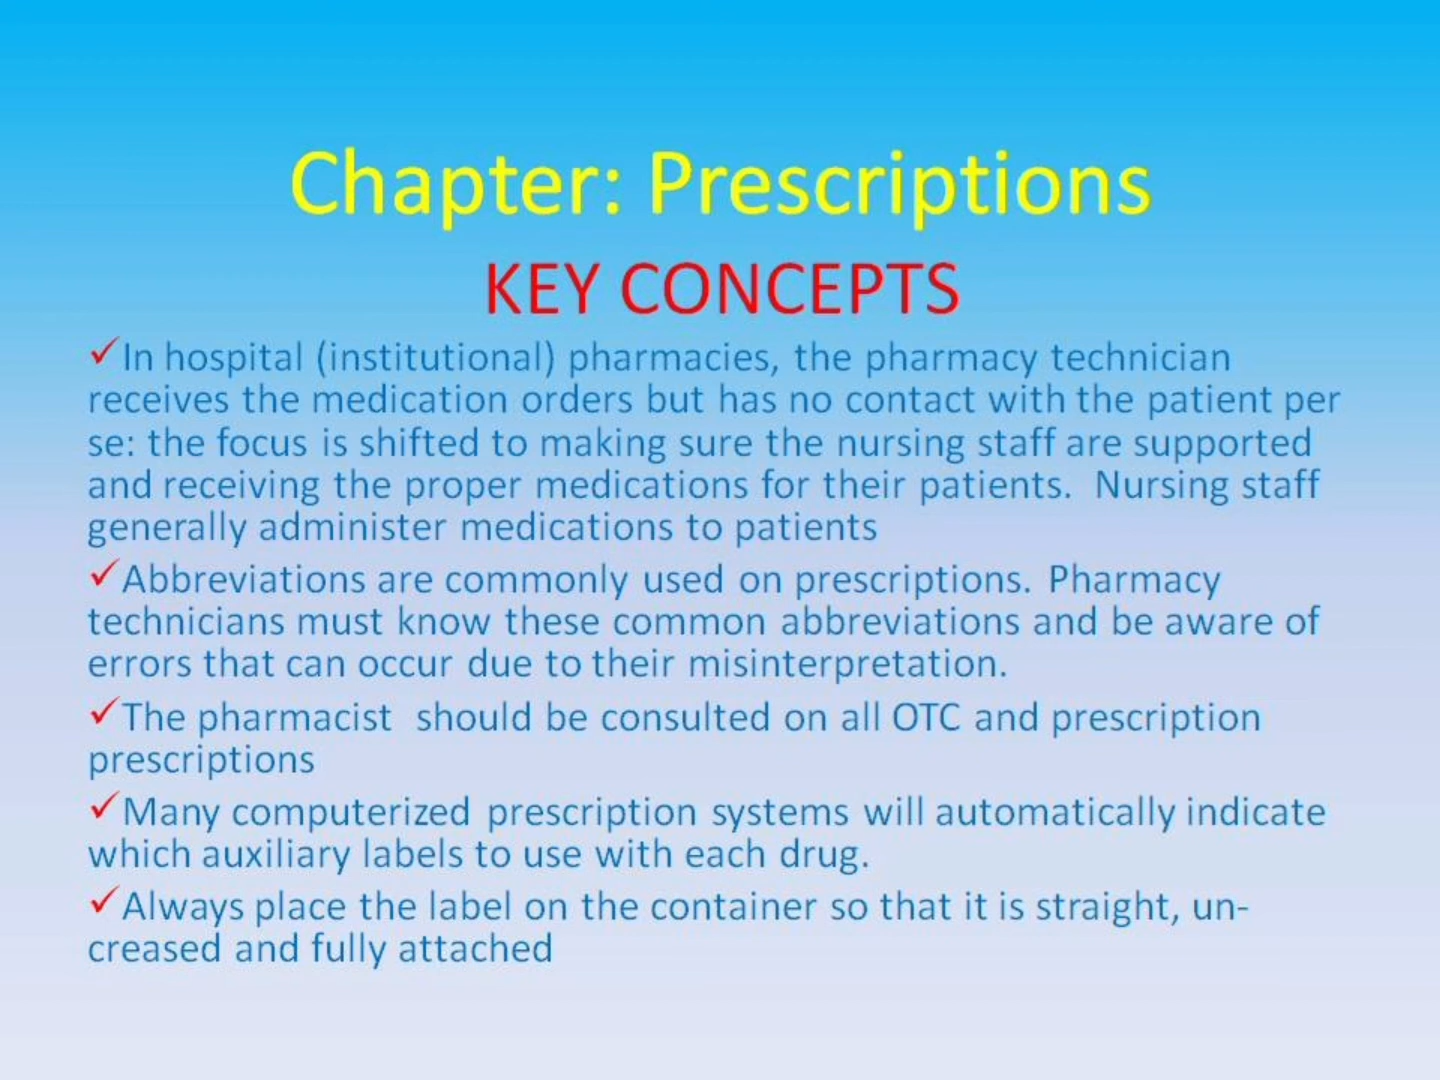 Chapter: Prescriptions
KEY CONCEPTS
✓In hospital (institutional) pharmacies, the pharmacy technician
receives the medication orders but has no contact with the patient per
se: the focus is shifted to making sure the nursing staff are supported
and receiving the proper medications for their patients.  Nursing staff
generally administer medications to patients
✓Abbreviations are commonly used on prescriptions. Pharmacy
technicians must know these common abbreviations and be aware of
errors that can occur due to their misinterpretation.
✓The pharmacist  should be consulted on all OTC and prescription
prescriptions
✓Many computerized prescription systems will automatically indicate
which auxiliary labels to use with each drug.
✓Always place the label on the container so that it is straight, un-
creased and fully attached